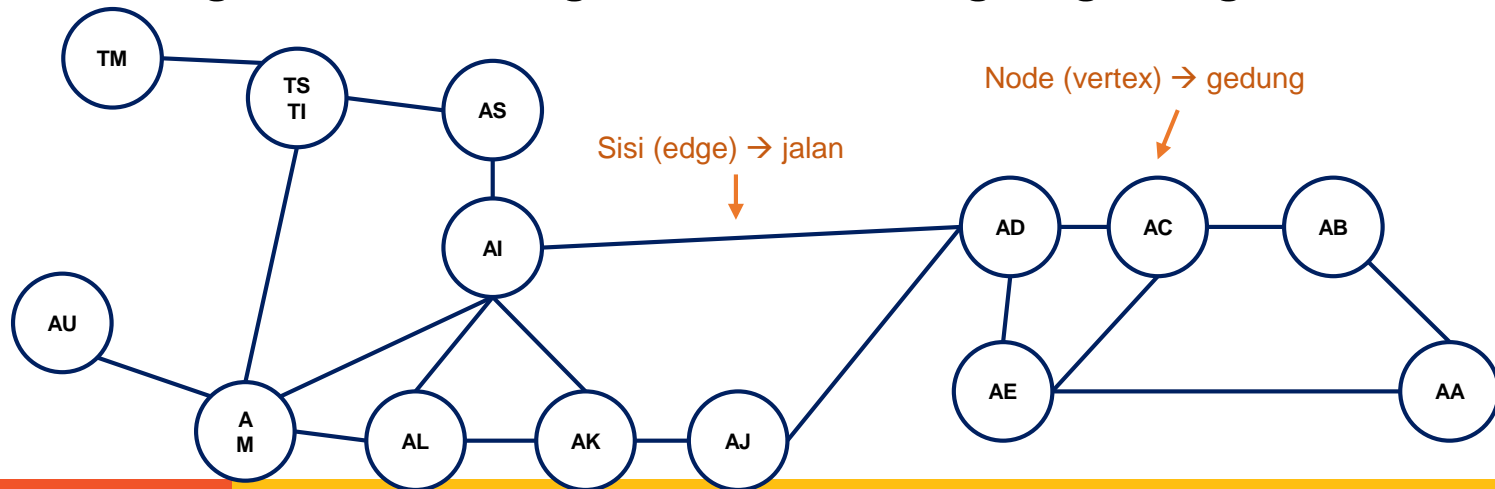 TM
TS
TI
AS
Node (vertex) → gedung
Sisi (edge) → jalan
AI
AD
AC
AB
AU
AE
AA
A
M
AL
AK
AJ